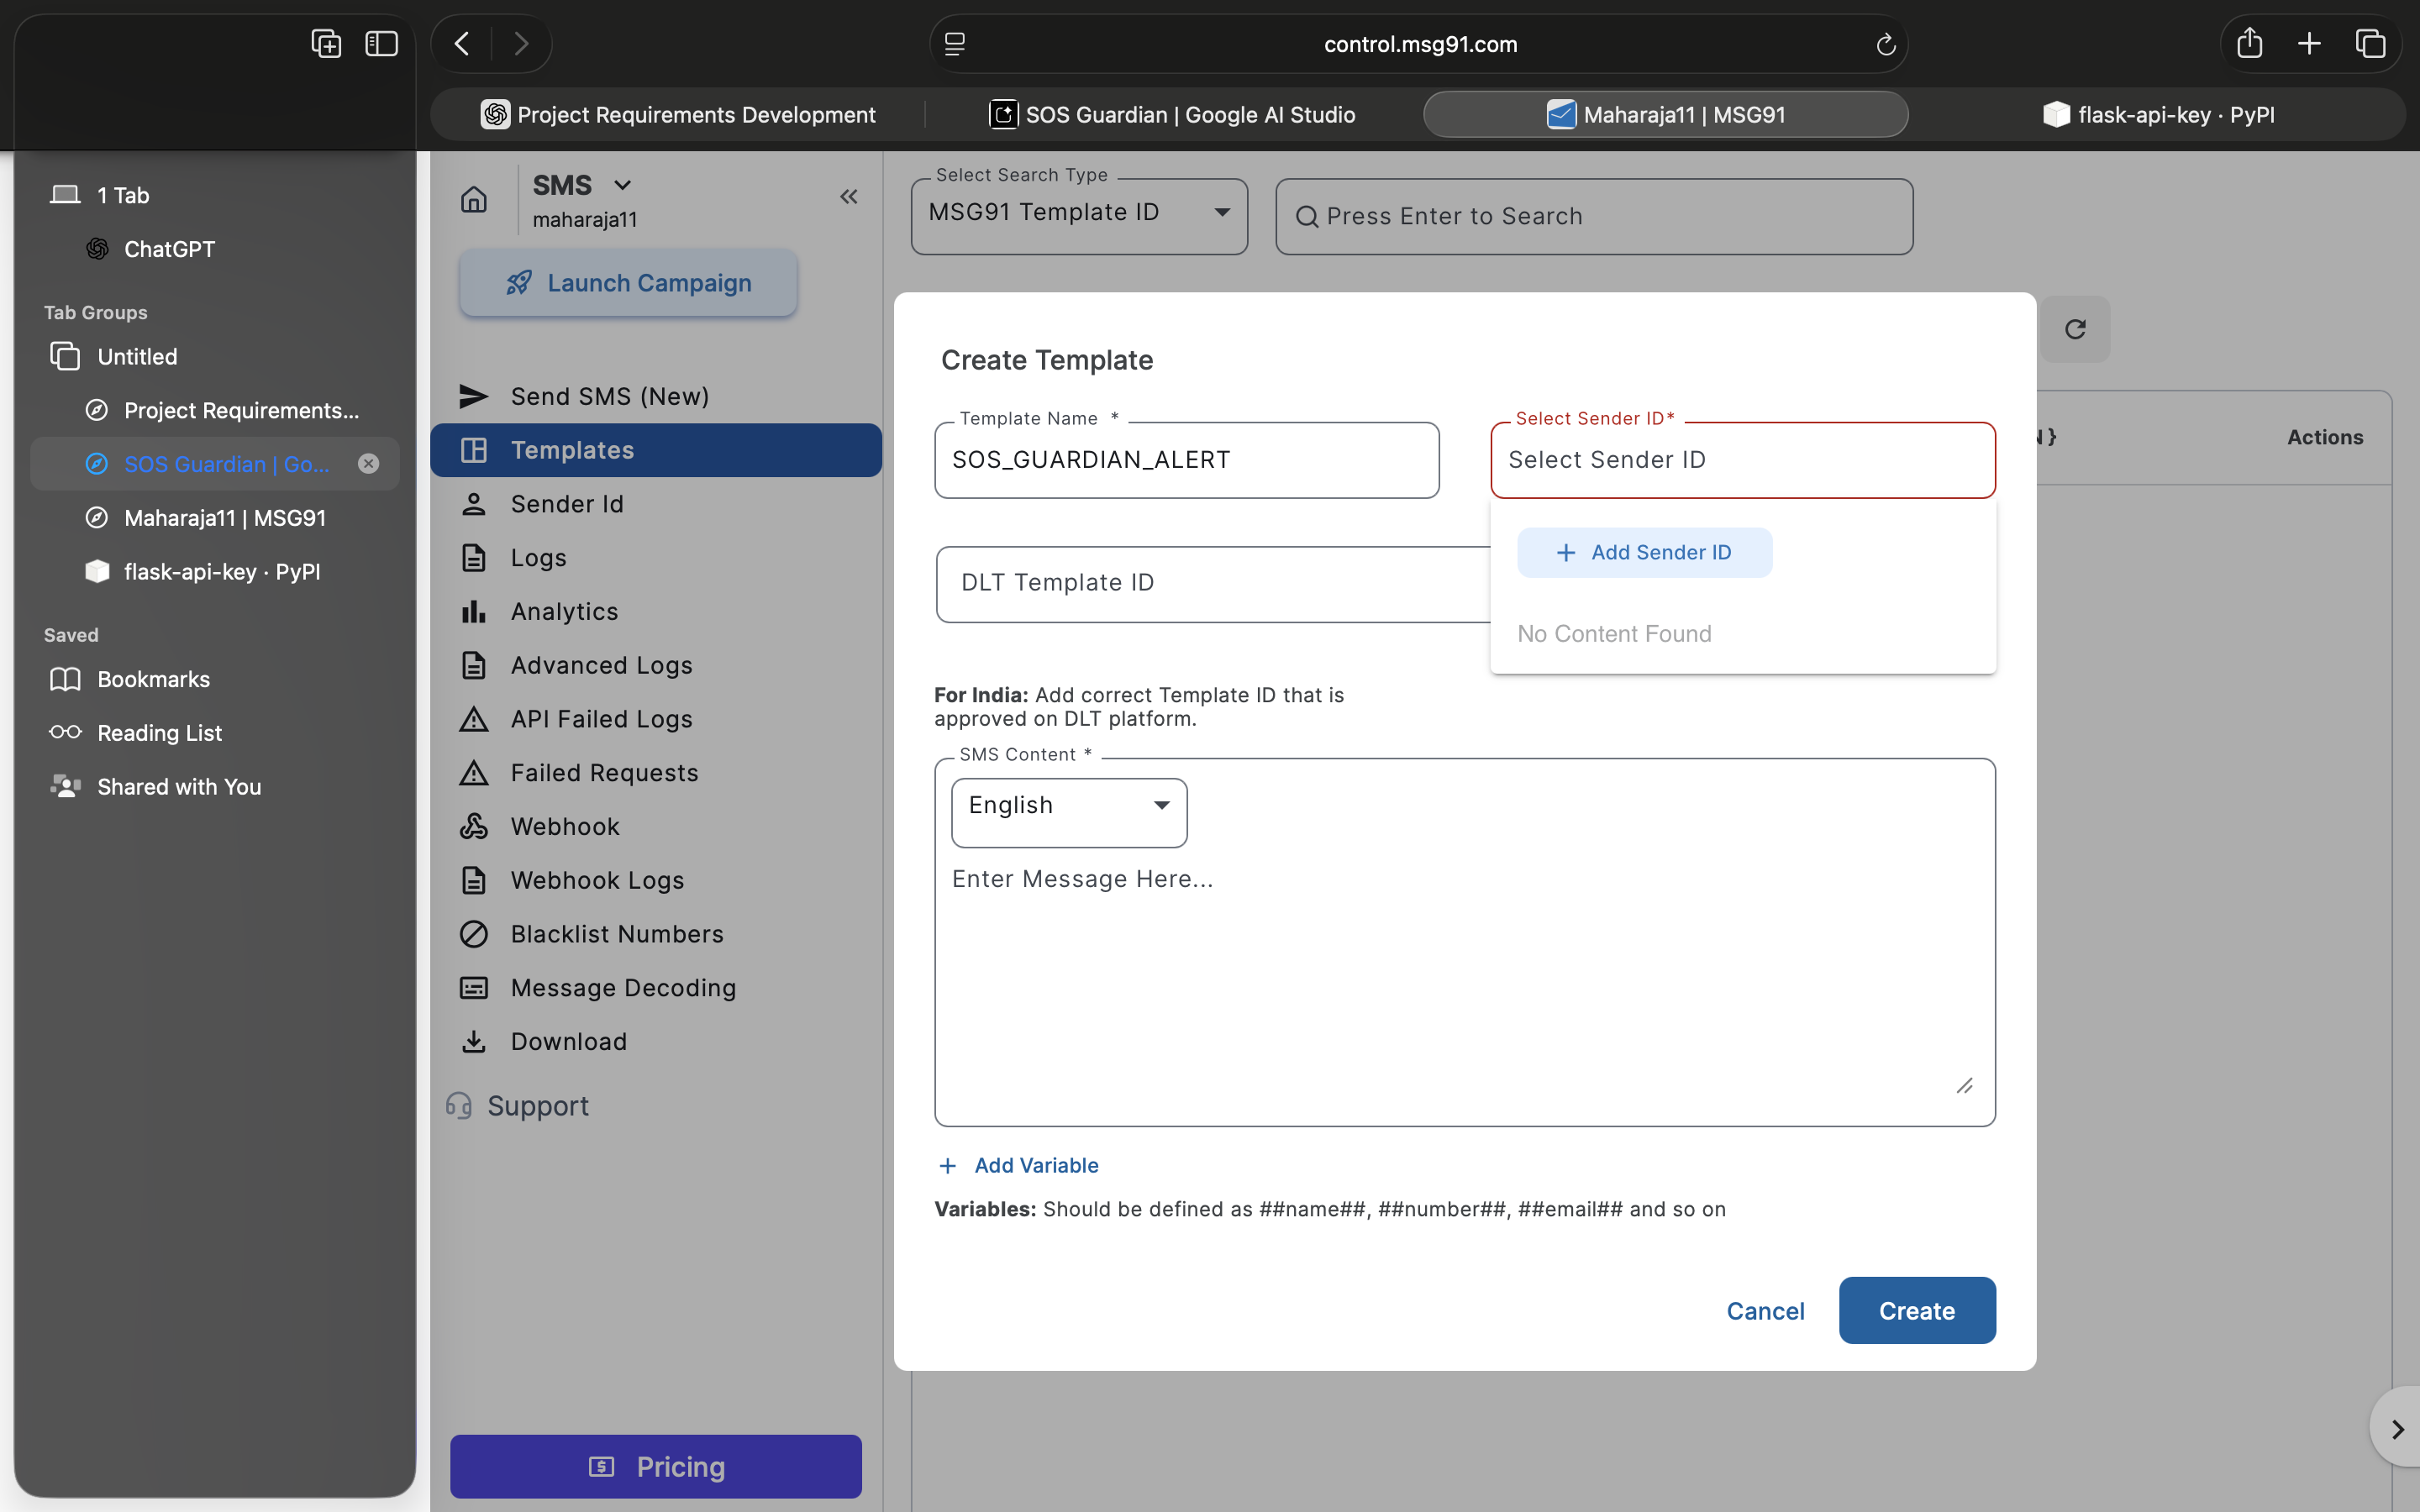 control.msg91.com
Project Requirements Development
SOS Guardian | Google AI Studio
Maharaja11 | MSG91
flask-api-key · PyPI
1 Tab
ChatGPT
Tab Groups
Untitled
Project Requirements...
SOS Guardian | Go...
Maharaja11 | MSG91
flask-api-key · PyPI
Saved
Bookmarks
Reading List
Shared with You
SMS
maharaja11
Launch Campaign
Send SMS (New)
Templates
Sender Id
Logs
Analytics
Advanced Logs
API Failed Logs
Failed Requests
Webhook
Webhook Logs
Blacklist Numbers
Message Decoding
Download
Support
Pricing
Select Search Type
MSG91 Template ID
Press Enter to Search
Actions
Create Template
Template Name *
SOS_GUARDIAN_ALERT
Select Sender ID*
Select Sender ID
Add Sender ID
No Content Found
DLT Template ID
For India: Add correct Template ID that is
approved on DLT platform.
SMS Content *
English
Enter Message Here...
Add Variable
Variables: Should be defined as ##name##, ##number##, ##email## and so on
Cancel
Create